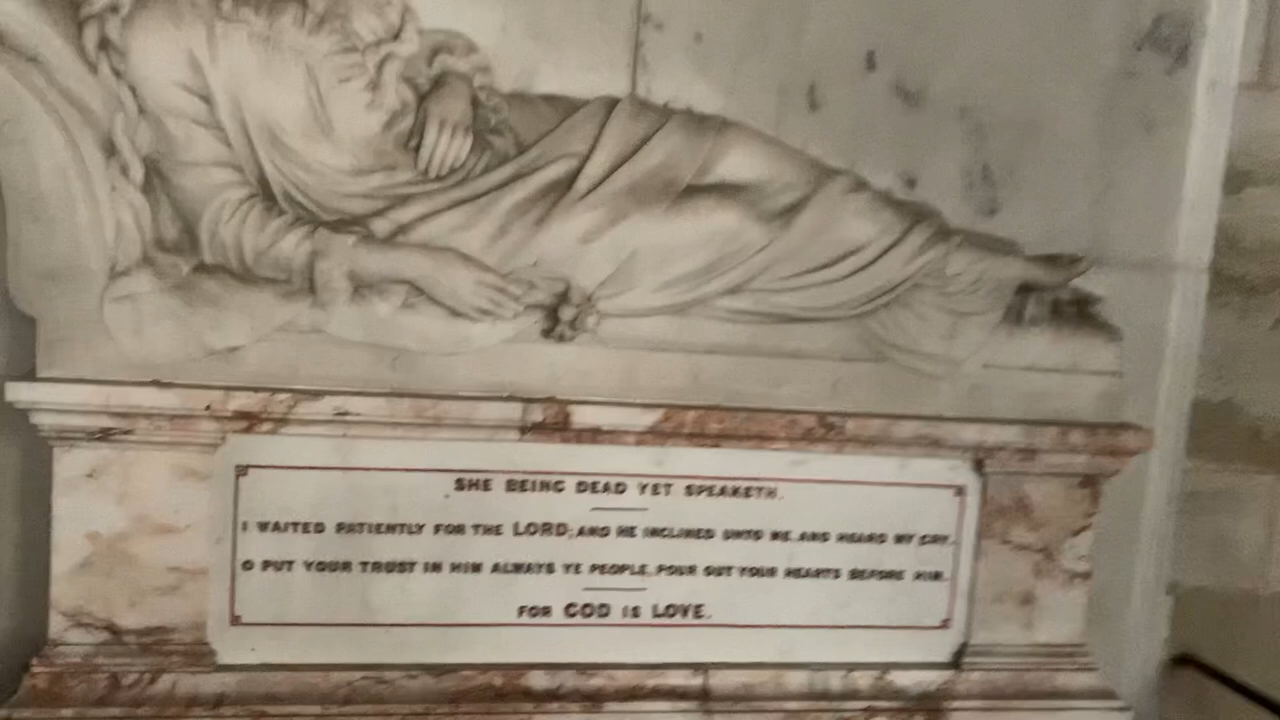 SHE BEING DEAD YET SPEAKETH.
I WAITED PATIENTLY FOR THE LORD; AND HE INCLINED UNTO ME, AND HEARD MY CRY.
O PUT YOUR TRUST IN HIM ALWAYS YE PEOPLE, POUR OUT YOUR HEARTS BEFORE HIM.
FOR GOD IS LOVE.